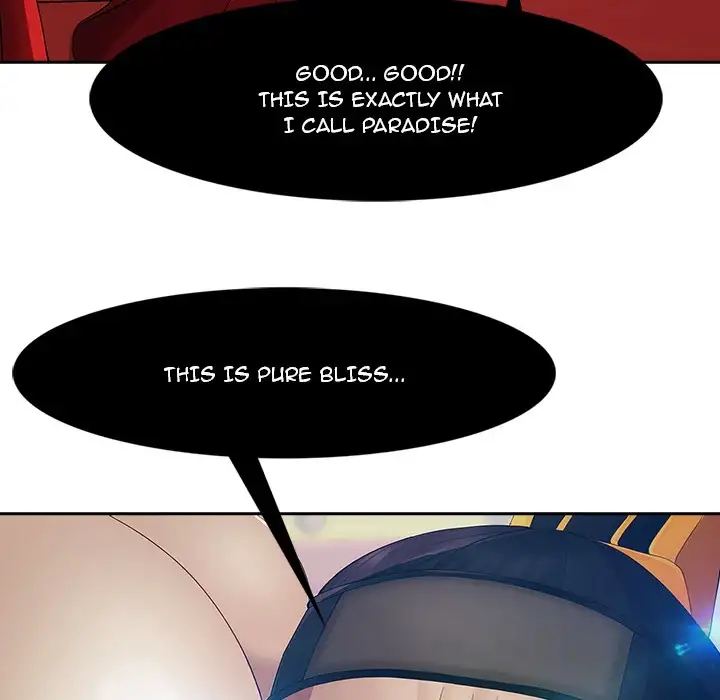 GOOD... GOOD!!
THIS IS EXACTLY WHAT
I CALL PARADISE!
THIS IS PURE BLISS...